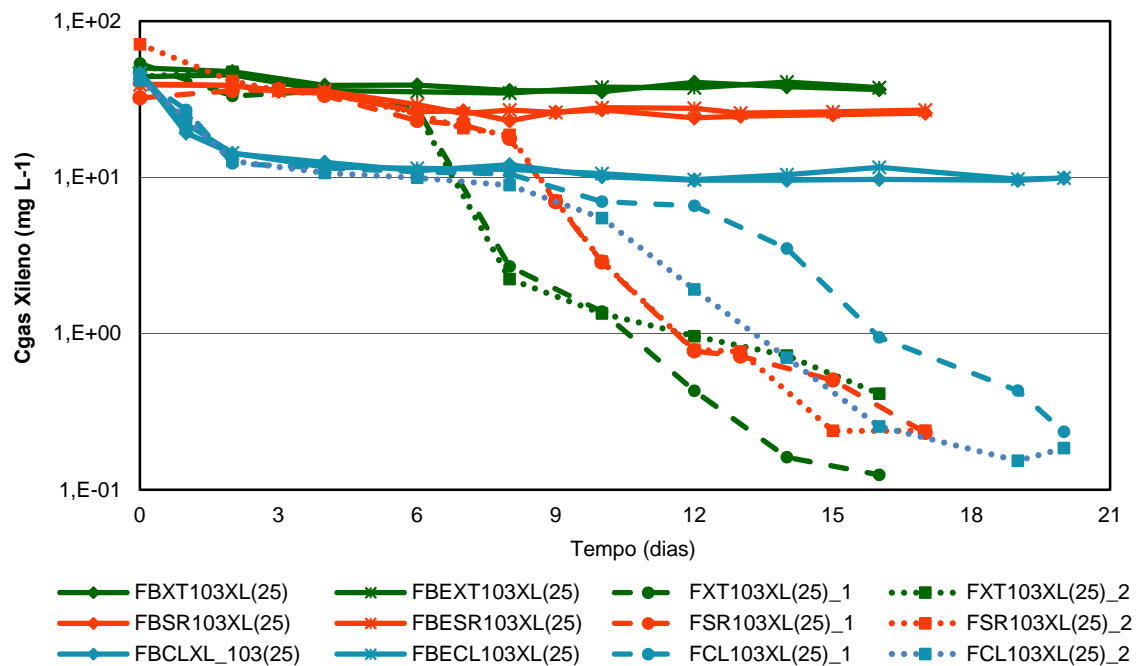 1,E+02
1,E+01
1,E+00
1,E-01
Cgas Xileno (mg L-1)
0 3 6 9 12 15 18 21
Tempo (dias)
FBXT103XL(25) FBEXT103XL(25) FXT103XL(25)_1 FXT103XL(25)_2
FBSR103XL(25) FBESR103XL(25) FSR103XL(25)_1 FSR103XL(25)_2
FBCLXL_103(25) FBECL103XL(25) FCL103XL(25)_1 FCL103XL(25)_2